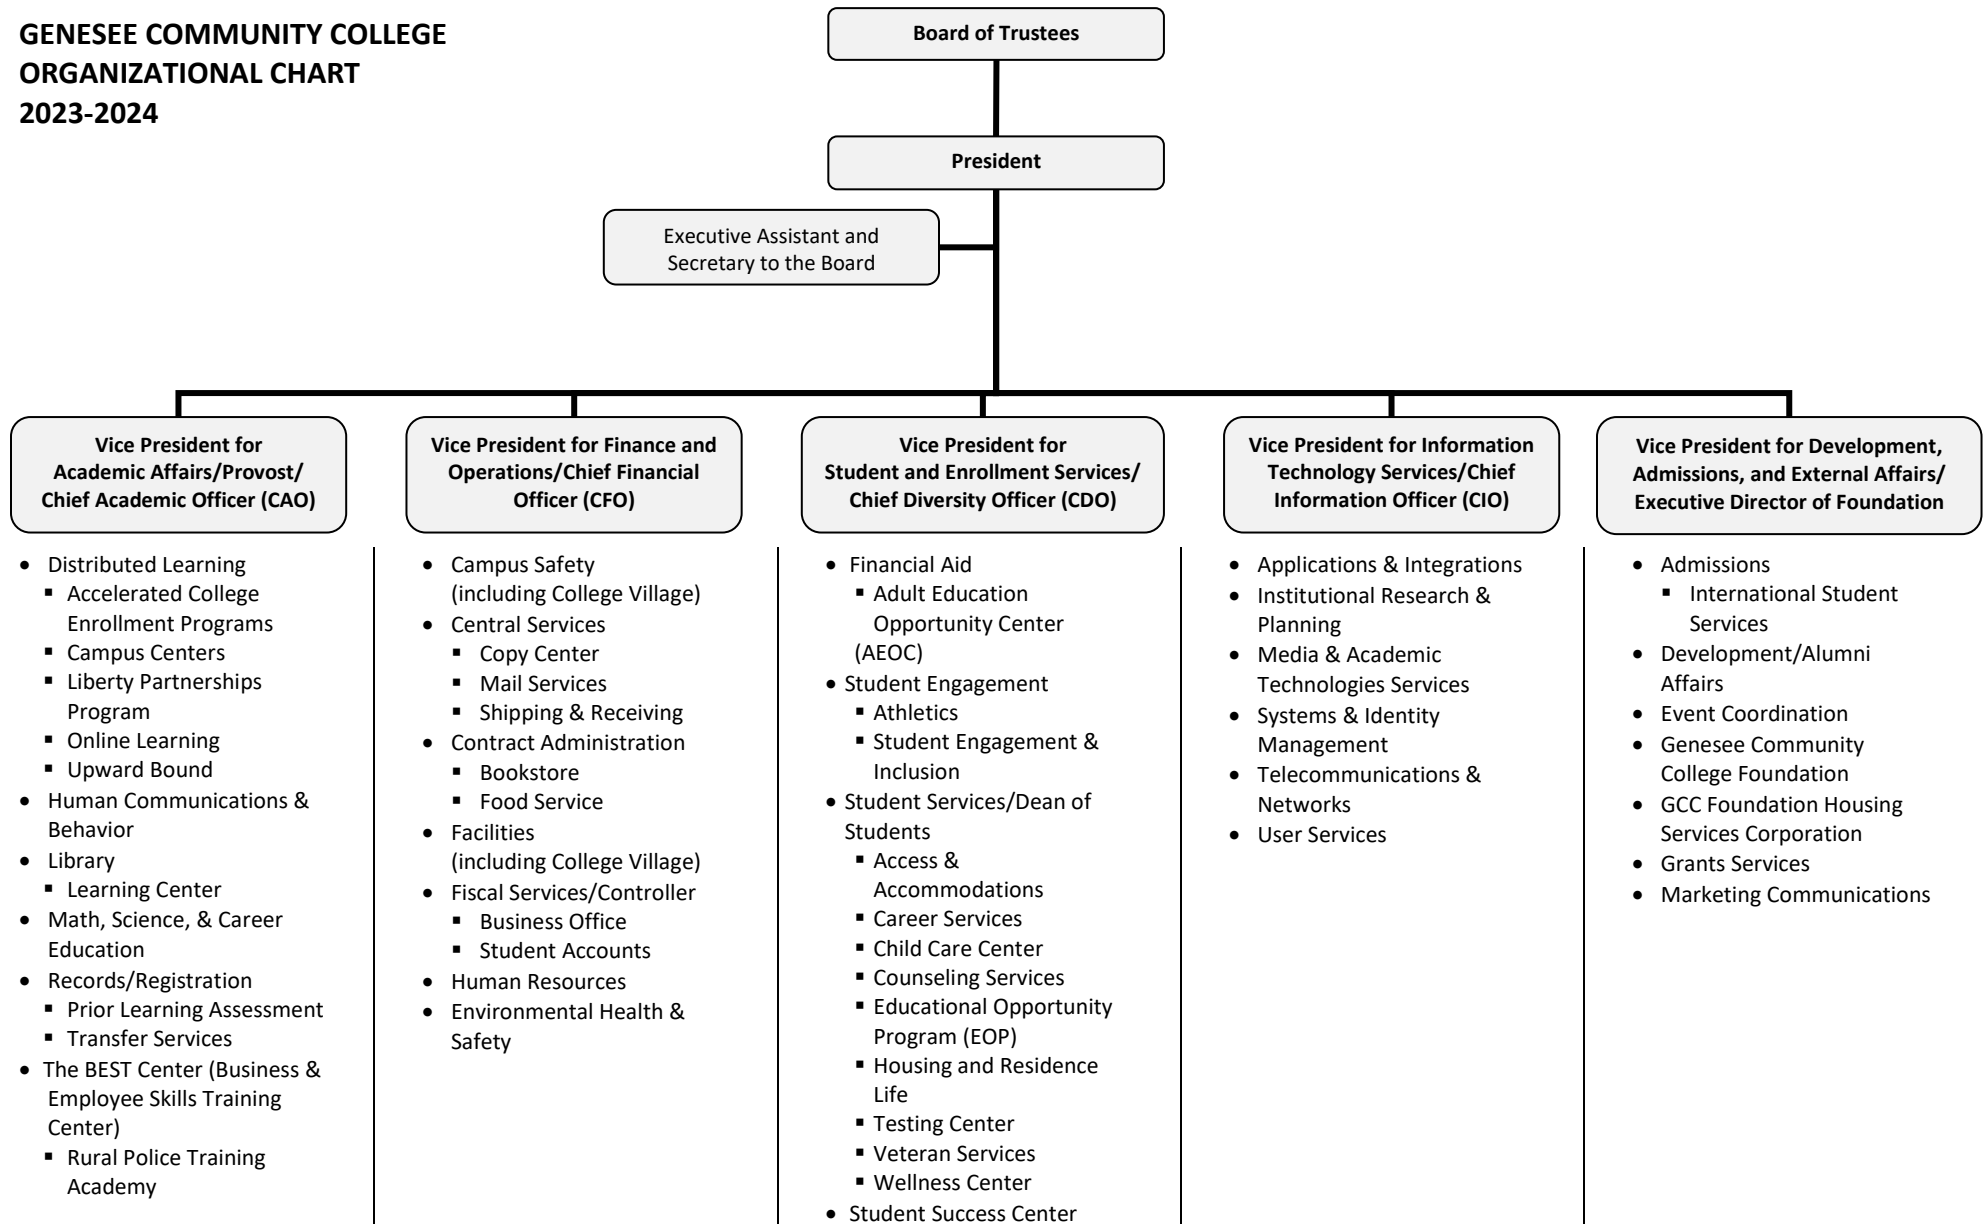 GENESEE COMMUNITY COLLEGE
ORGANIZATIONAL CHART
2023-2024
Board of Trustees
President
Executive Assistant and
Secretary to the Board
Vice President for
Academic Affairs/Provost/
Chief Academic Officer (CAO)
• Distributed Learning
▪ Accelerated College
Enrollment Programs
▪ Campus Centers
▪ Liberty Partnerships
Program
▪ Online Learning
▪ Upward Bound
• Human Communications &
Behavior
• Library
▪ Learning Center
• Math, Science, & Career
Education
• Records/Registration
▪ Prior Learning Assessment
▪ Transfer Services
• The BEST Center (Business &
Employee Skills Training
Center)
▪ Rural Police Training
Academy
Vice President for Finance and
Operations/Chief Financial
Officer (CFO)
• Campus Safety
(including College Village)
• Central Services
▪ Copy Center
▪ Mail Services
▪ Shipping & Receiving
• Contract Administration
▪ Bookstore
▪ Food Service
• Facilities
(including College Village)
• Fiscal Services/Controller
▪ Business Office
▪ Student Accounts
• Human Resources
• Environmental Health &
Safety
Vice President for
Student and Enrollment Services/
Chief Diversity Officer (CDO)
• Financial Aid
▪ Adult Education
Opportunity Center
(AEOC)
• Student Engagement
▪ Athletics
▪ Student Engagement &
Inclusion
• Student Services/Dean of
Students
▪ Access &
Accommodations
▪ Career Services
▪ Child Care Center
▪ Counseling Services
▪ Educational Opportunity
Program (EOP)
▪ Housing and Residence
Life
▪ Testing Center
▪ Veteran Services
▪ Wellness Center
• Student Success Center
Vice President for Information
Technology Services/Chief
Information Officer (CIO)
• Applications & Integrations
• Institutional Research &
Planning
• Media & Academic
Technologies Services
• Systems & Identity
Management
• Telecommunications &
Networks
• User Services
Vice President for Development,
Admissions, and External Affairs/
Executive Director of Foundation
• Admissions
▪ International Student
Services
• Development/Alumni
Affairs
• Event Coordination
• Genesee Community
College Foundation
• GCC Foundation Housing
Services Corporation
• Grants Services
• Marketing Communications